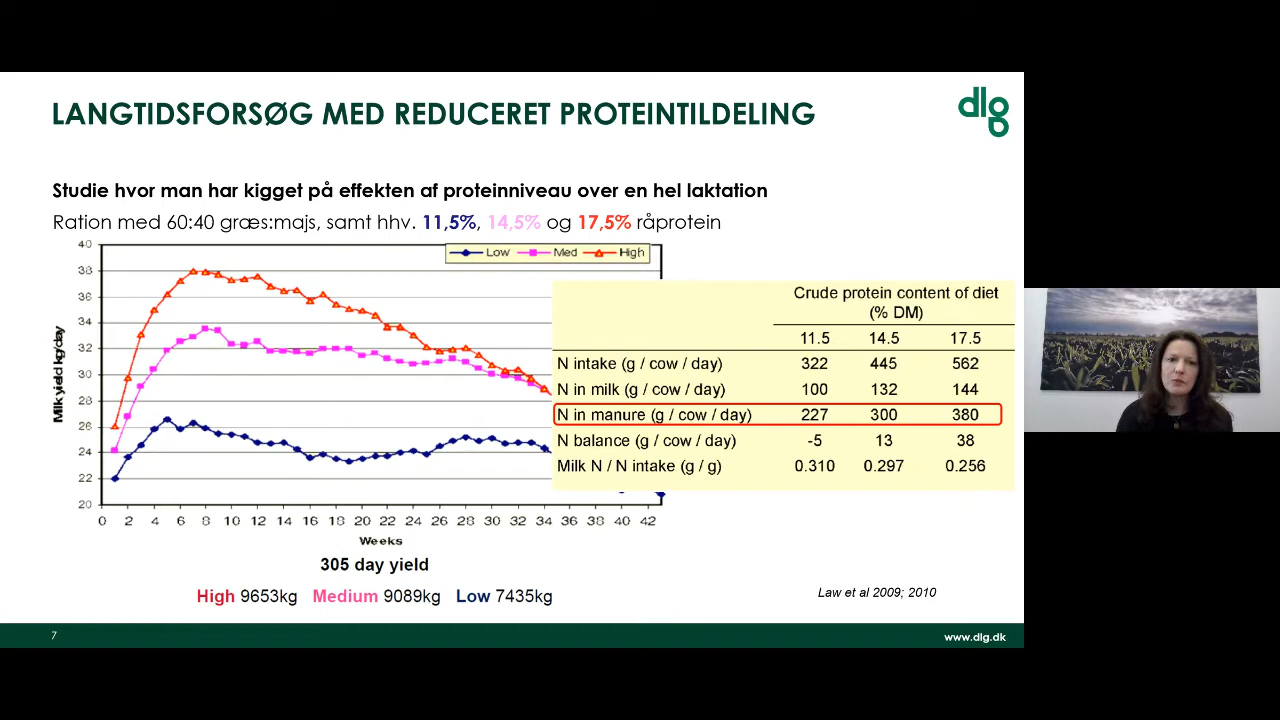 LANGTIDSFORSØG MED REDUCERET PROTEINTILDELING
dlg
Studie hvor man har kigget på effekten af proteinniveau over en hel laktation
Ration med 60:40 græs:majs, samt hhv. 11,5%, 14,5% og 17,5% råprotein
Low Med High
Milk yield kg/day
40
38
36
34
32
30
28
26
24
22
20
0 2 4 6 8 10 12 14 16 18 20 22 24 26 28 30 32 34 36 38 40 42
Weeks
Crude protein content of diet
(% DM)
11.5 14.5 17.5
N intake (g / cow / day) 322 445 562
N in milk (g / cow / day) 100 132 144
N in manure (g / cow / day) 227 300 380
N balance (g / cow / day) -5 13 38
Milk N / N intake (g / g) 0.310 0.297 0.256
305 day yield
High 9653kg Medium 9089kg Low 7435kg
Law et al 2009; 2010
7
www.dlg.dk